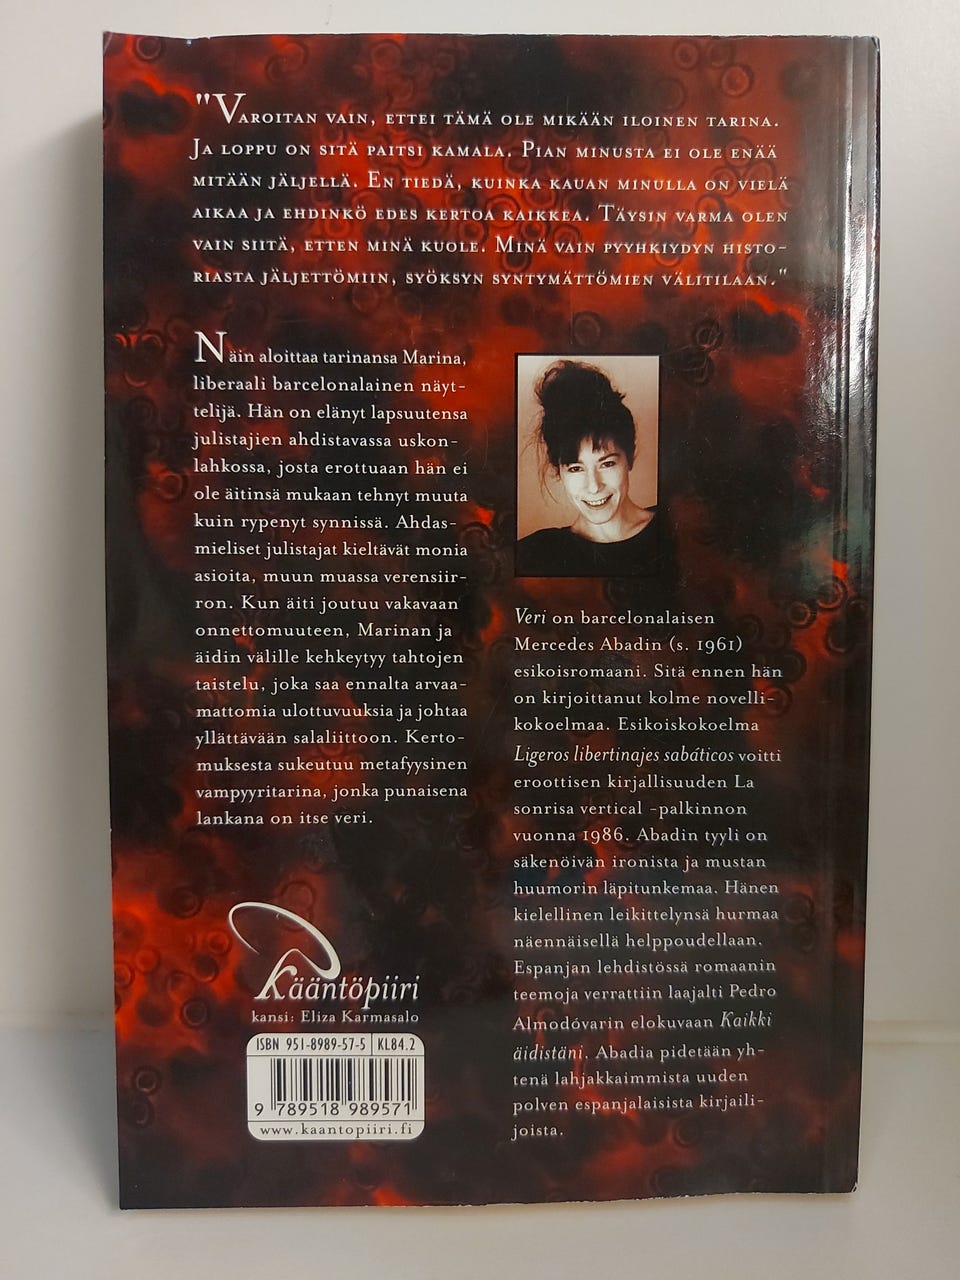 "Varoitan vain, ettei tämä ole mikään iloinen tarina.
Ja loppu on sitä paitsi kamala. Pian minusta ei ole enää
mitään jäljellä. En tiedä, kuinka kauan minulla on vielä
aikaa ja ehdinkö edes kertoa kaikkea. Täysin varma olen
vain siitä, etten minä kuole. Minä vain pyyhkiydyn histo-
riasta jäljettömiin, syöksyn syntymättömien välitilaan."
Näin aloittaa tarinansa Marina,
liberaali barcelonalainen näyt-
telijä. Hän on elänyt lapsuutensa
julistajien ahdistavassa uskon-
lahkossa, josta erottuaan hän ei
ole äitinsä mukaan tehnyt muuta
kuin rypenyt synnissä. Ahdas-
mieliset julistajat kieltävät monia
asioita, muun muassa verensiir-
ron. Kun äiti joutuu vakavaan
onnettomuuteen, Marinan ja
äidin välille kehkeytyy tahtojen
taistelu, joka saa ennalta arvaa-
mattomia ulottuvuuksia ja johtaa
yllättävään salaliittoon. Kerto-
muksesta sukeutuu metafyysinen
vampyyritarina, jonka punaisena
lankana on itse veri.
Veri on barcelonalaisen
Mercedes Abadin (s. 1961)
esikoisromaani. Sitä ennen hän
on kirjoittanut kolme novelli-
kokoelmaa. Esikoiskokoelma
Ligeros libertinajes sabáticos voitti
eroottisen kirjallisuuden La
sonrisa vertical -palkinnon
vuonna 1986. Abadin tyyli on
säkenöivän ironista ja mustan
huumorin läpitunkemaa. Hänen
kielellinen leikittelynsä hurmaa
näennäisellä helppoudellaan.
Espanjan lehdistössä romaanin
teemoja verrattiin laajalti Pedro
Almodóvarin elokuvaan Kaikki
äidistäni. Abadia pidetään yh-
tenä lahjakkaimmista uuden
polven espanjalaisista kirjaili-
joista.
Kääntöpiiri
kansi: Eliza Karmasalo
ISBN 951-8989-57-5 KL84.2
9 789518 989571
www.kaantopiiri.fi